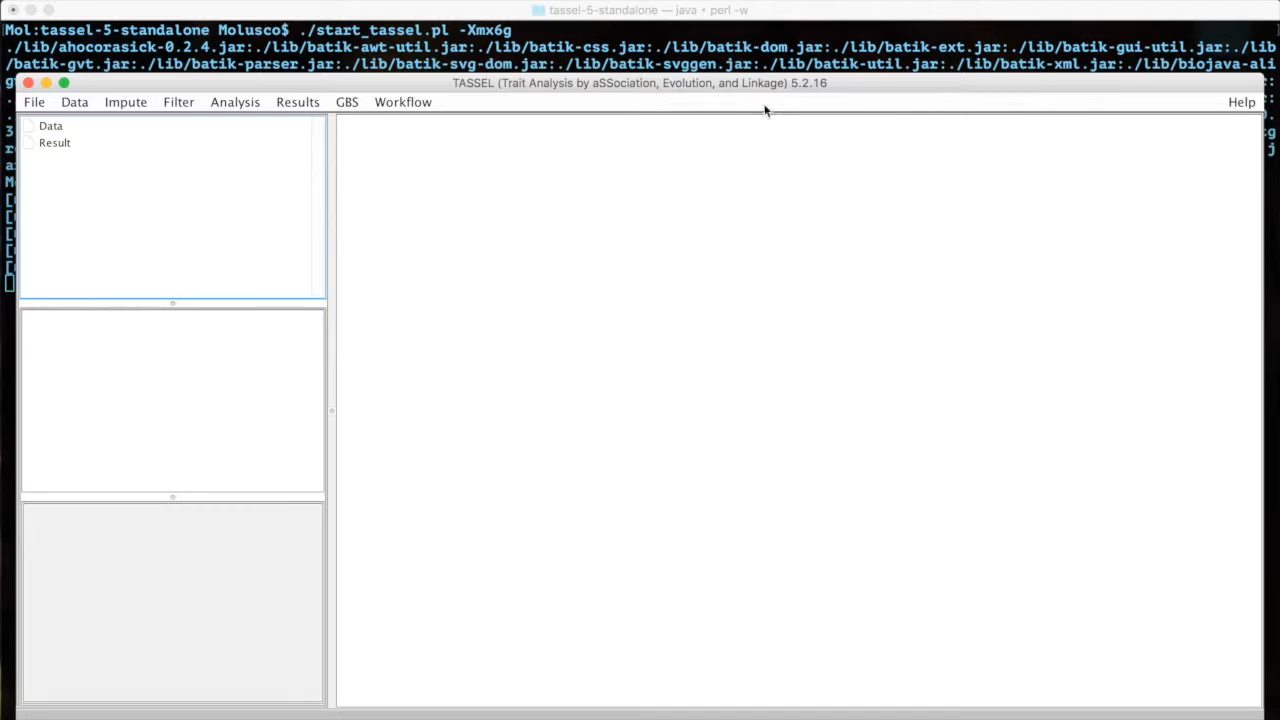 tassel-5-standalone — java • perl -w
Mol:tassel-5-standalone Molusco$ ./start_tassel.pl -Xmx6g
./lib/ahocorasick-0.2.4.jar:./lib/batik-awt-util.jar:./lib/batik-css.jar:./lib/batik-dom.jar:./lib/batik-ext.jar:./lib/batik-gui-util.jar:./lib
/batik-gvt.jar:./lib/batik-parser.jar:./lib/batik-svg-dom.jar:./lib/batik-svggen.jar:./lib/batik-util.jar:./lib/batik-xml.jar:./lib/biojava-ali
TASSEL (Trait Analysis by aSSociation, Evolution, and Linkage) 5.2.16
File Data Impute Filter Analysis Results GBS Workflow Help
Data
Result